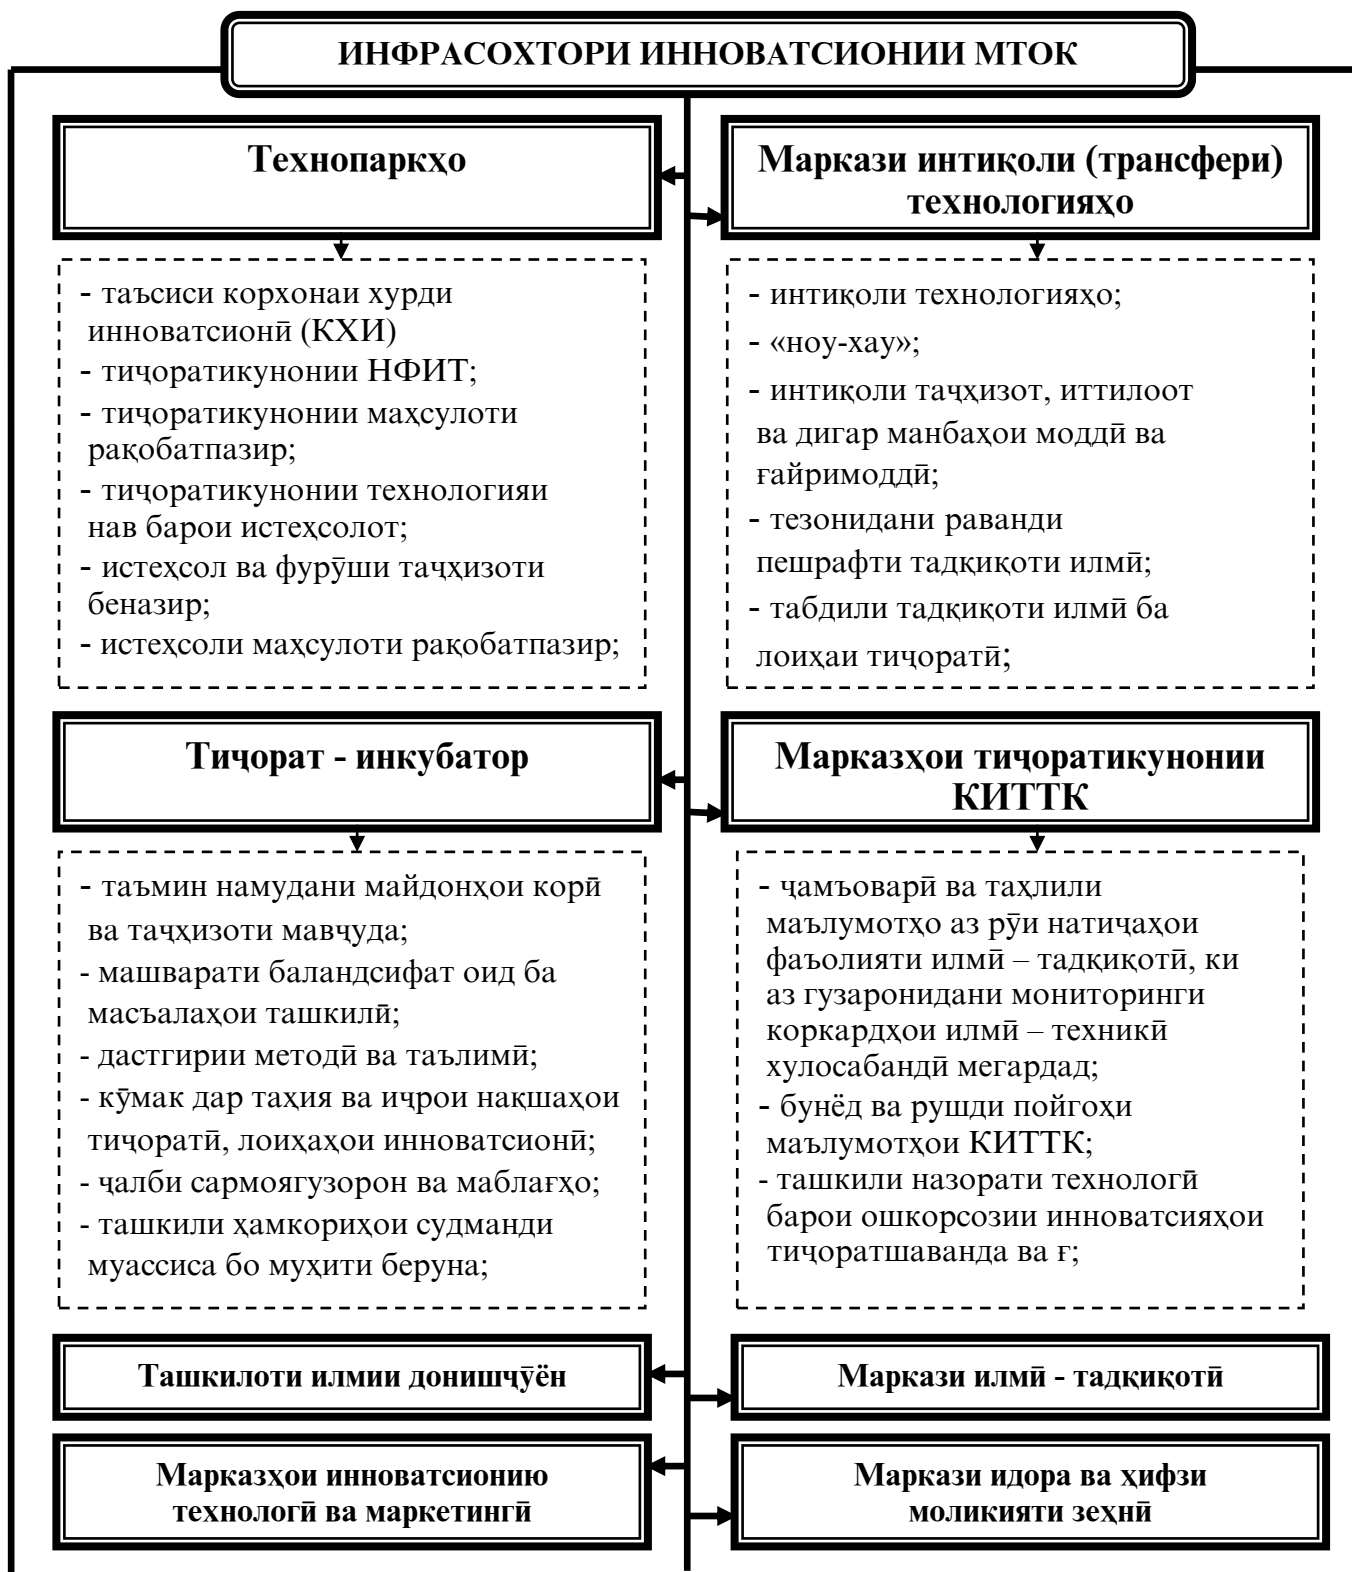 ИНФРАСОХТОРИ ИННОВАТСИОНИИ МТОК
Технопаркҳо
- таъсиси корхонаи хурди
инноватсионӣ (КХИ)
- тиҷоратикунонии НФИТ;
- тиҷоратикунонии маҳсулоти
рақобатпазир;
- тиҷоратикунонии технологияи
нав барои истеҳсолот;
- истеҳсол ва фурӯши таҷҳизоти
беназир;
- истеҳсоли маҳсулоти рақобатпазир;
Маркази интиқоли (трансфери)
технологияҳо
- интиқоли технологияҳо;
- «ноу-хау»;
- интиқоли таҷҳизот, иттилоот
ва дигар манбаҳои моддӣ ва
ғайримоддӣ;
- тезонидани раванди
пешрафти тадқиқоти илмӣ;
- табдили тадқиқоти илмӣ ба
лоиҳаи тиҷоратӣ;
Тиҷорат - инкубатор
- таъмин намудани майдонҳои корӣ
ва таҷҳизоти мавҷуда;
- машварати баландсифат оид ба
масъалаҳои ташкилӣ;
- дастгирии методӣ ва таълимӣ;
- кӯмак дар таҳия ва иҷрои нақшаҳои
тиҷоратӣ, лоиҳаҳои инноватсионӣ;
- ҷалби сармоягузорон ва маблағҳо;
- ташкили ҳамкориҳои судманди
муассиса бо муҳити беруна;
Марказҳои тиҷоратикунонии
КИТТК
- ҷамъоварӣ ва таҳлили
маълумотҳо аз рӯи натиҷаҳои
фаъолияти илмӣ – тадқиқотӣ, ки
аз гузаронидани мониторинги
коркардҳои илмӣ – техникӣ
хулосабандӣ мегардад;
- бунёд ва рушди пойгоҳи
маълумотҳои КИТТК;
- ташкили назорати технологӣ
барои ошкорсозии инноватсияҳои
тиҷоратшаванда ва ғ;
Ташкилоти илмии донишҷӯён
Маркази илмӣ - тадқиқотӣ
Марказҳои инноватсионию
технологӣ ва маркетингӣ
Маркази идора ва ҳифзи
моликияти зеҳнӣ